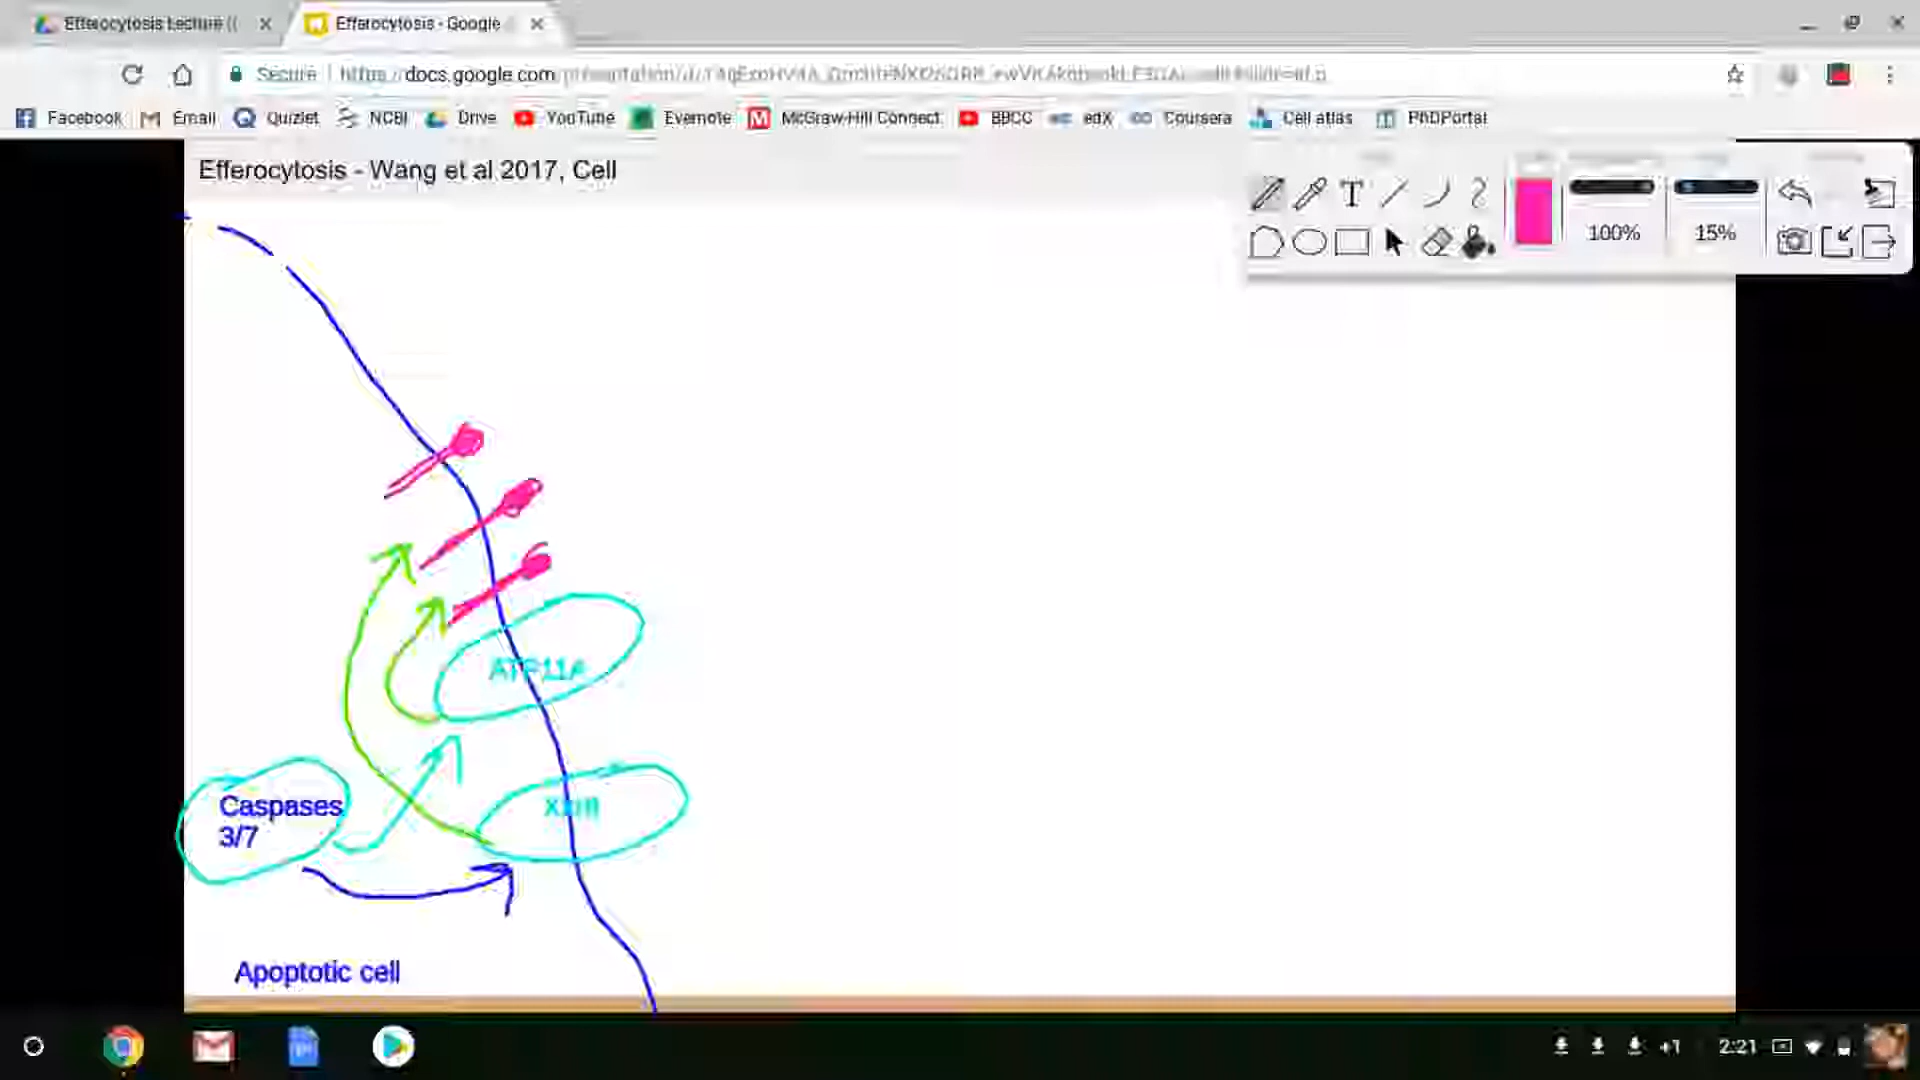 Efferocytosis Lecture ((
Efferocytosis - Google
Secure
https://docs.google.com
Facebook
Email
Quizlet
NCBI
Drive
YouTube
Evernote
McGraw-Hill Connect
BBCC
edX
Coursera
Cell atlas
PhDPortal
Efferocytosis - Wang et al 2017, Cell
100%
15%
ATP11A
Caspases
3/7
Apoptotic cell
+1
2:21